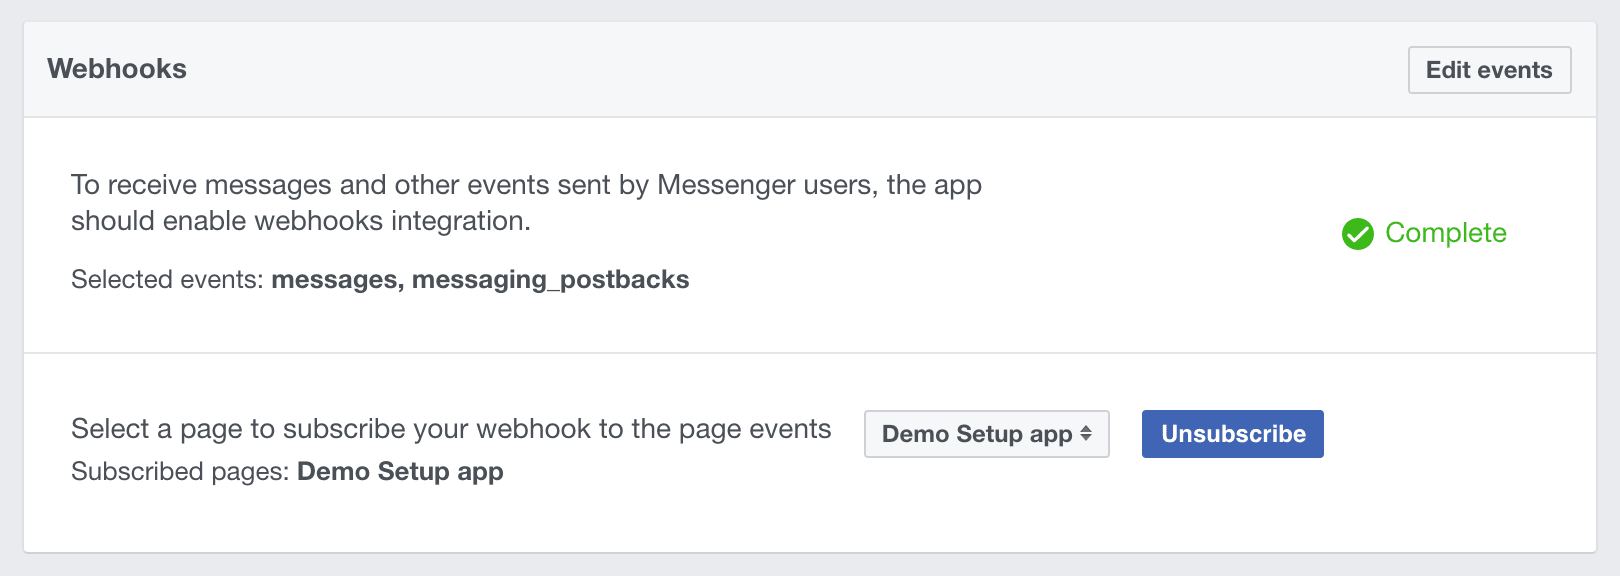 Webhooks
Edit events
To receive messages and other events sent by Messenger users, the app
should enable webhooks integration.
Complete
Selected events: messages, messaging_postbacks
Select a page to subscribe your webhook to the page events
Demo Setup app
Unsubscribe
Subscribed pages: Demo Setup app